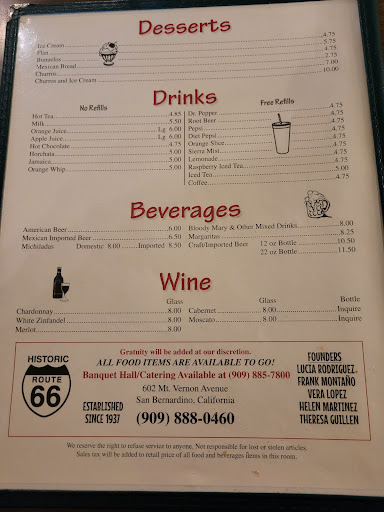 Desserts
Ice Cream 4.75
Flan 5.75
Bunuelos 4.75
Mexican Bread 2.75
Churros 7.00
Churros and Ice Cream 10.00
Drinks
No Refills
Hot Tea 4.85
Milk 5.50
Orange Juice Lg 6.00
Apple Juice Lg 6.00
Hot Chocolate 4.75
Horchata 5.00
Jamaica 5.00
Orange Whip 5.00
Free Refills
Dr. Pepper 4.75
Root Beer 4.75
Pepsi 4.75
Diet Pepsi 4.75
Orange Slice 4.75
Sierra Mist 4.75
Lemonade 4.75
Raspberry Iced Tea 5.00
Iced Tea 5.00
Coffee 4.75
Beverages
American Beer 6.00
Mexican Imported Beer 6.50
Michiladas Domestic 8.00 Imported 8.50
Bloody Mary & Other Mixed Drinks 8.00
Margaritas 8.25
Craft/Imported Beer 12 oz Bottle 10.50
22 oz Bottle 11.50
Wine
Glass
Chardonnay 8.00
White Zinfandel 8.00
Merlot 8.00
Glass Bottle
Cabernet 8.00 Inquire
Moscato 8.00 Inquire
HISTORIC
ROUTE
66
Gratuity will be added at our discretion.
ALL FOOD ITEMS ARE AVAILABLE TO GO!
Banquet Hall/Catering Available at (909) 885-7800
602 Mt. Vernon Avenue
San Bernardino, California
ESTABLISHED
SINCE 1937
(909) 888-0460
FOUNDERS
LUCIA RODRIGUEZ
FRANK MONTAÑO
VERA LOPEZ
HELEN MARTINEZ
THERESA GUILLEN
We reserve the right to refuse service to anyone. Not responsible for lost or stolen articles.
Sales tax will be added to retail price of all food and beverages items in this room.